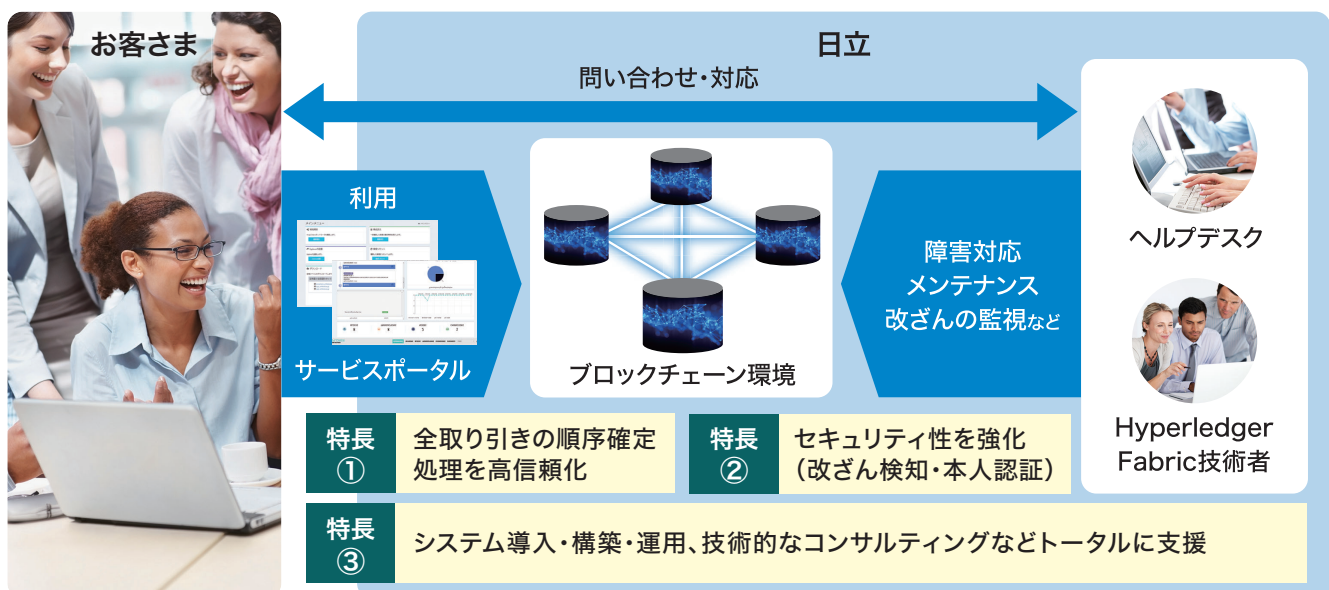 お客さま
日立
問い合わせ・対応
利用
サービスポータル
ブロックチェーン環境
障害対応
メンテナンス
改ざんの監視など
ヘルプデスク
Hyperledger
Fabric技術者
特長
①
全取り引きの順序確定
処理を高信頼化
特長
②
セキュリティ性を強化
（改ざん検知・本人認証）
特長
③
システム導入・構築・運用、技術的なコンサルティングなどトータルに支援